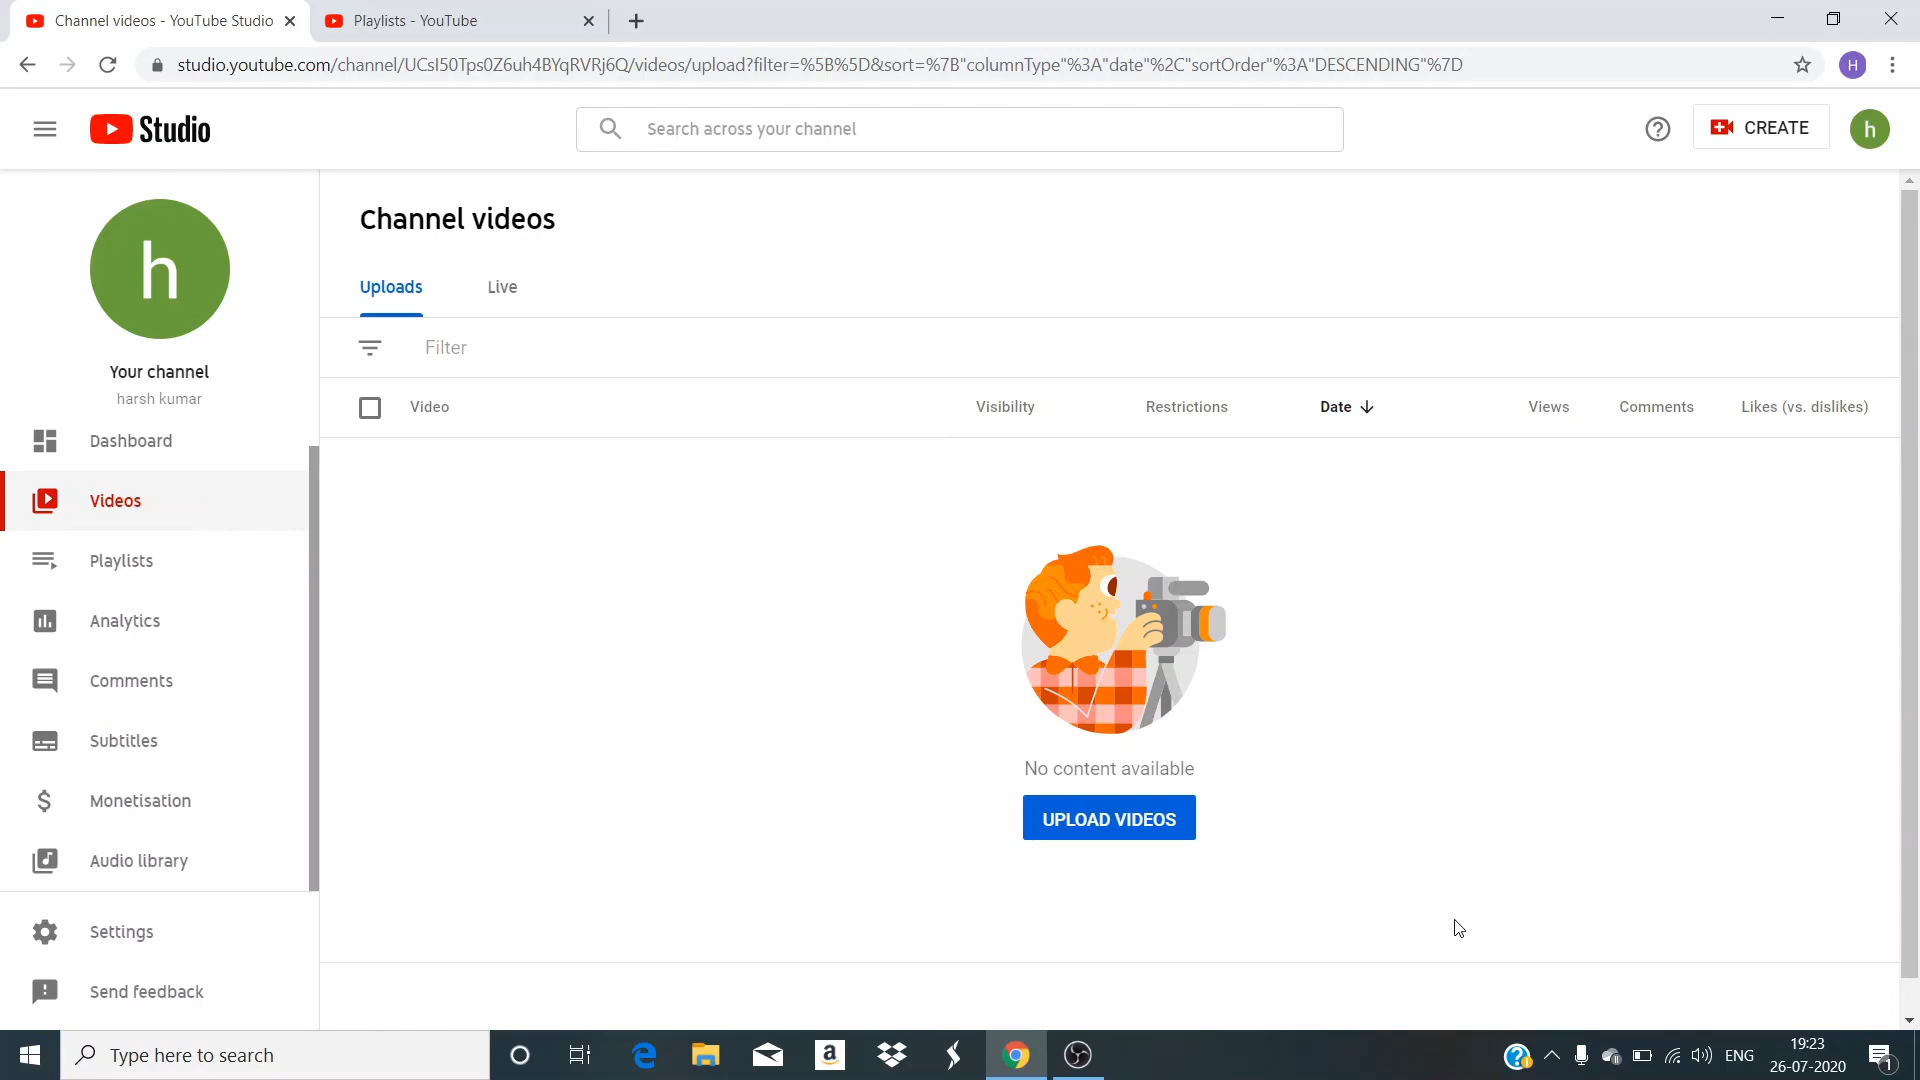 Channel videos - YouTube Studio
Playlists - YouTube
studio.youtube.com/channel/UCsI50Tps0Z6uh4BYqRVRj6Q/videos/upload?filter=%5B%5D&sort=%7B"columnType"%3A"date"%2C"sortOrder"%3A"DESCENDING"%7D
H
Studio
Search across your channel
CREATE
h
h
Your channel
harsh kumar
Dashboard
Videos
Playlists
Analytics
Comments
Subtitles
Monetisation
Audio library
Settings
Send feedback
Channel videos
Uploads
Live
Filter
Video
Visibility
Restrictions
Date
Views
Comments
Likes (vs. dislikes)
No content available
UPLOAD VIDEOS
Type here to search
a
ENG
19:23
26-07-2020
1